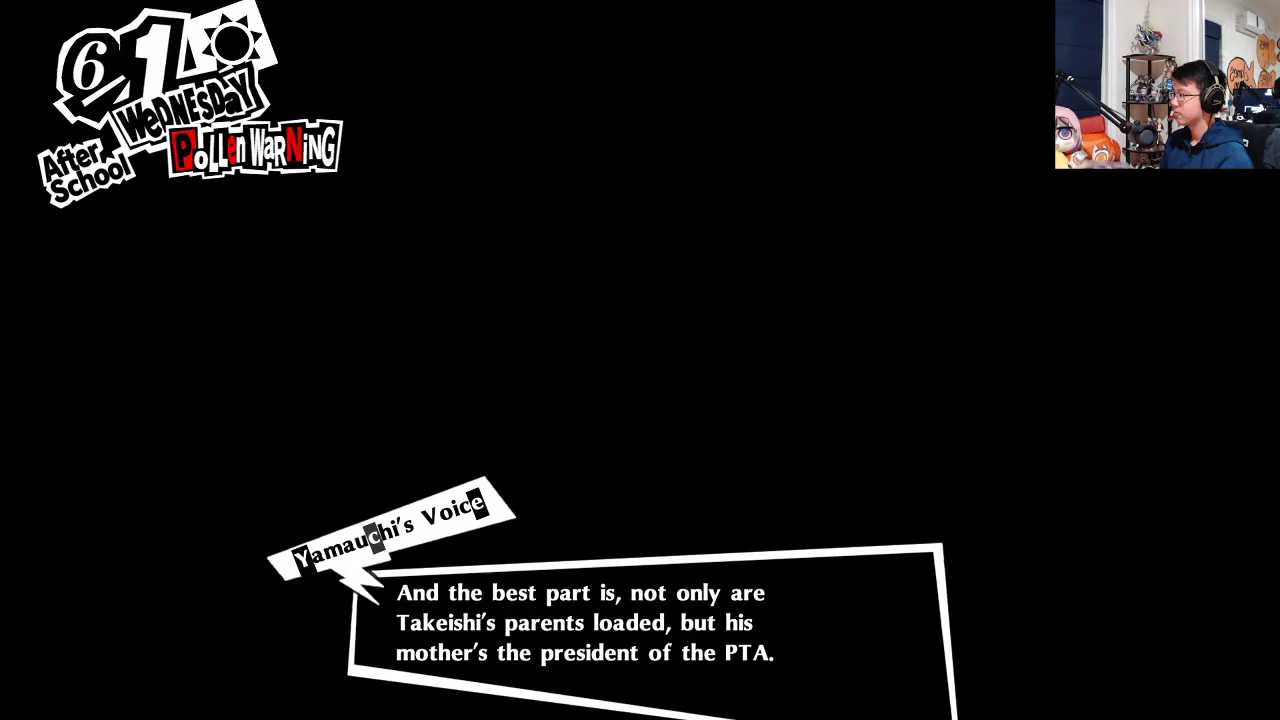 6/1
WeDNESDaY
After School
PoLLen WaRNiNG
Yamauchi's Voice
And the best part is, not only are
Takeishi's parents loaded, but his
mother's the president of the PTA.